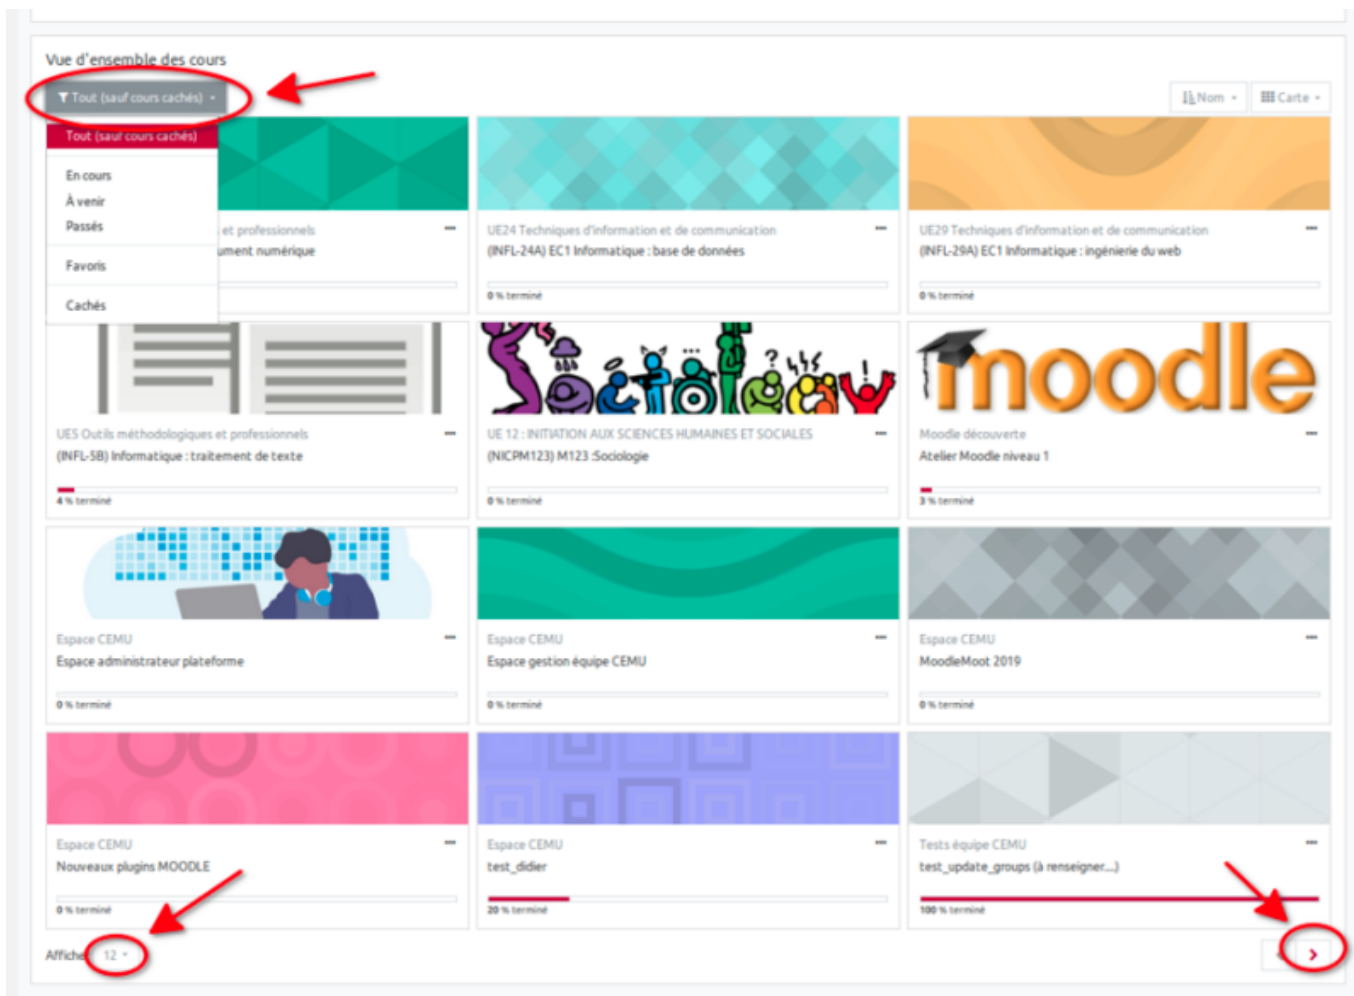 Vue d'ensemble des cours
Tout (sauf cours cachés)
Nom
Carte
Tout (sauf cours cachés)
En cours
À venir
Passés
Favoris
Cachés
et professionnels
ument numérique
UE24 Techniques d'information et de communication
(INFL-24A) EC1 Informatique : base de données
0 % terminé
UE29 Techniques d'information et de communication
(INFL-29A) EC1 Informatique : ingénierie du web
0 % terminé
Sociology
moodle
UE5 Outils méthodologiques et professionnels
(INFL-5B) Informatique : traitement de texte
4 % terminé
UE 12 : INITIATION AUX SCIENCES HUMAINES ET SOCIALES
(NICPM123) M123 :Sociologie
0 % terminé
Moodle découverte
Atelier Moodle niveau 1
3 % terminé
Espace CEMU
Espace administrateur plateforme
0 % terminé
Espace CEMU
Espace gestion équipe CEMU
0 % terminé
Espace CEMU
MoodleMoot 2019
0 % terminé
Espace CEMU
Nouveaux plugins MOODLE
0 % terminé
Espace CEMU
test_didier
20 % terminé
Tests équipe CEMU
test_update_groups (à renseigner....)
100 % terminé
Affiche 12